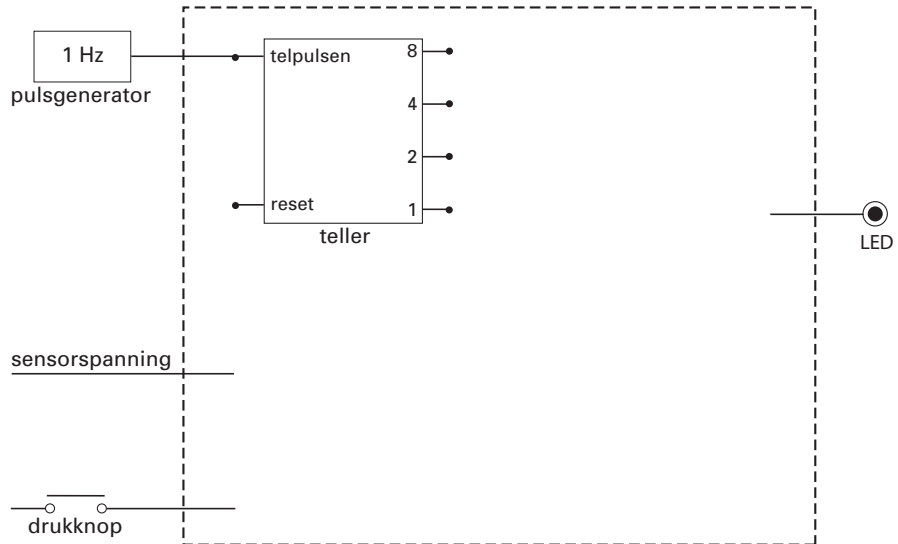 1 Hz
pulsgenerator
telpulsen
8
4
2
reset
1
teller
LED
sensorspanning
drukknop